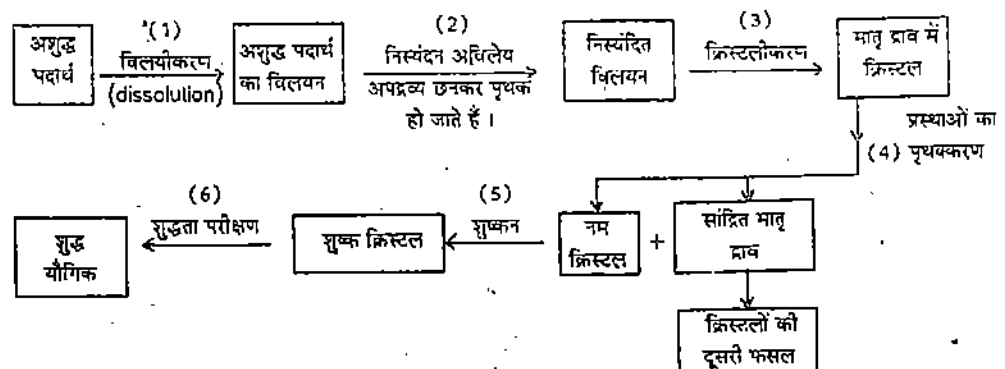 अशुद्ध
पदार्थ
(1)
विलयीकरण
(dissolution)
अशुद्ध पदार्थ
का विलयन
(2)
निस्यंदन अविलेय
अपद्रव्य छनकर पृथक
हो जाते हैं ।
निस्यंदित
विलयन
(3)
क्रिस्टलीकरण
मातृ द्राव में
क्रिस्टल
प्रस्थाओं का
(4) पृथक्करण
नम
क्रिस्टल
+
सांद्रित मातृ
द्राव
क्रिस्टलों की
दूसरी फसल
(5)
शुष्कन
शुष्क क्रिस्टल
(6)
शुद्धता परीक्षण
शुद्ध
यौगिक